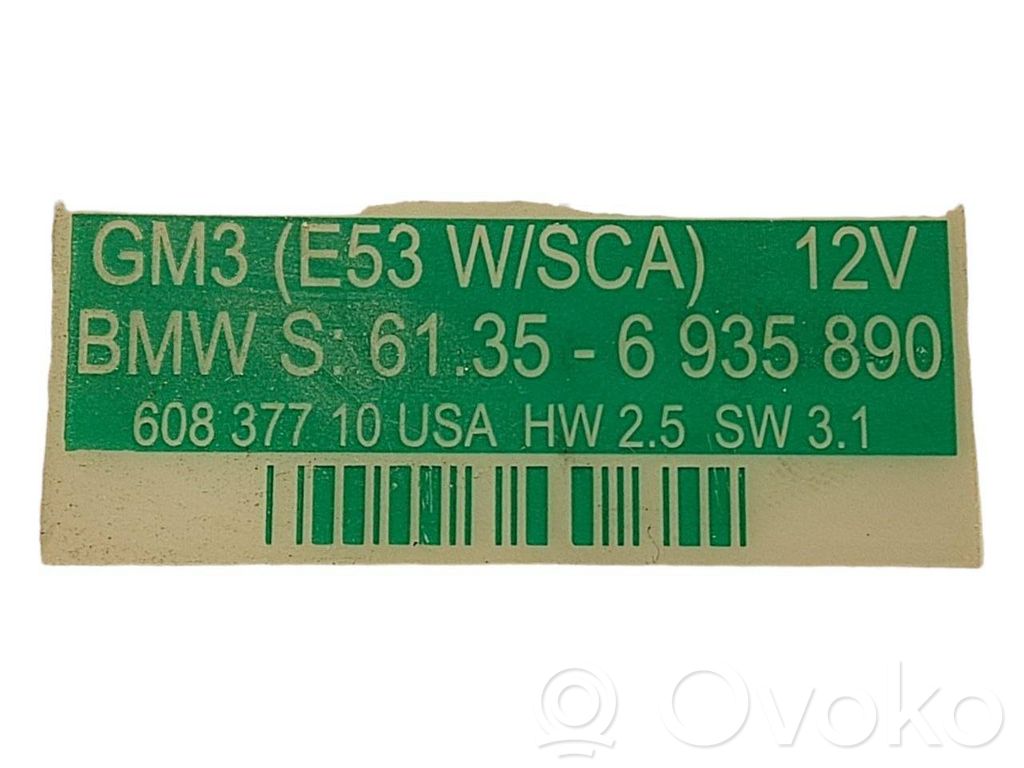 GM3 (E53 W/SCA) 12V
BMW S: 61.35 - 6 935 890
608 377 10 USA HW 2.5 SW 3.1
Ovoko